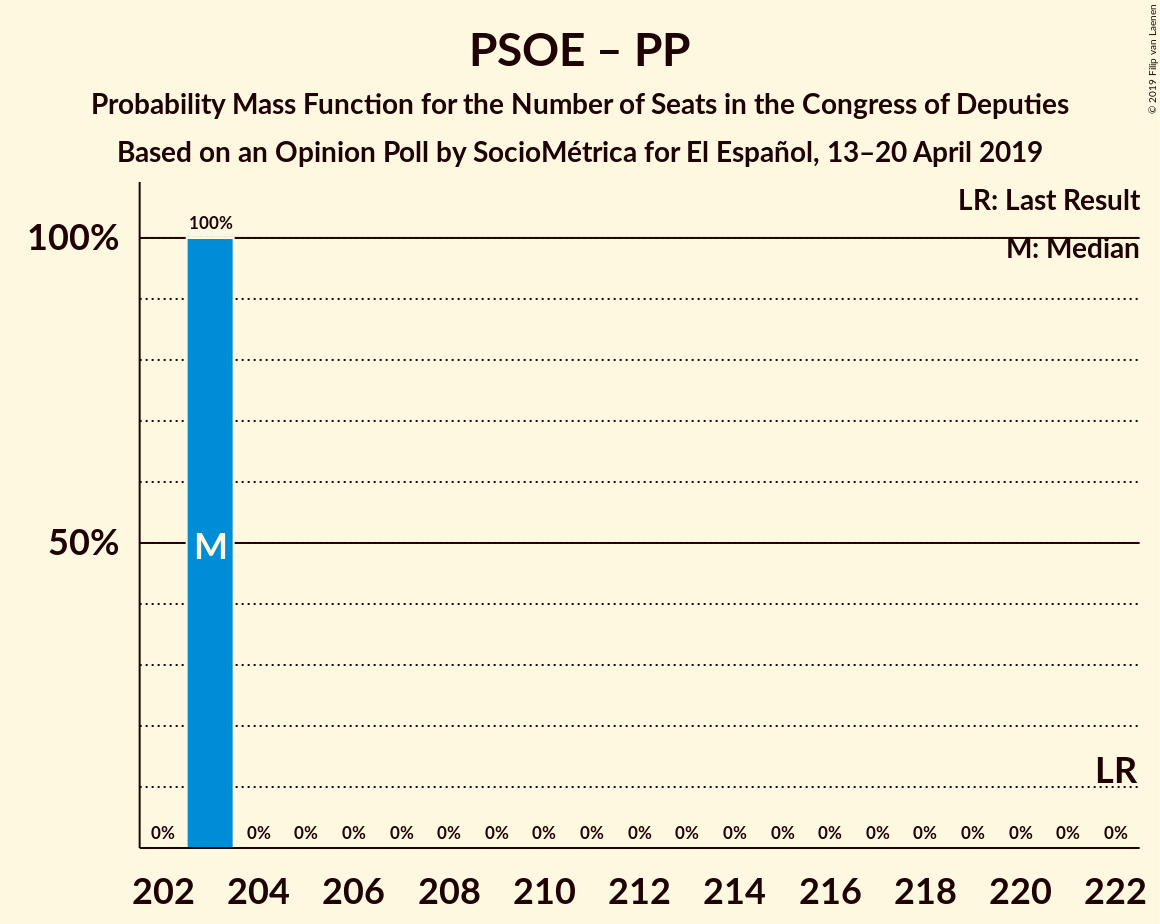 PSOE – PP
Probability Mass Function for the Number of Seats in the Congress of Deputies
Based on an Opinion Poll by SocioMétrica for El Español, 13–20 April 2019
© 2019 Filip van Laenen
LR: Last Result
M: Median
100%
100%
50%
M
LR
0% 0% 0% 0% 0% 0% 0% 0% 0% 0% 0% 0% 0% 0% 0% 0% 0% 0% 0% 0%
202 204 206 208 210 212 214 216 218 220 222